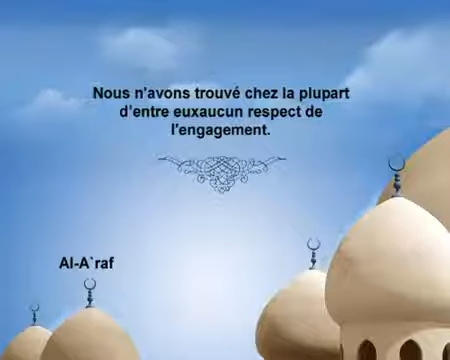 Nous n'avons trouvé chez la plupart
d'entre euxaucun respect de
l'engagement.
Al-A`raf